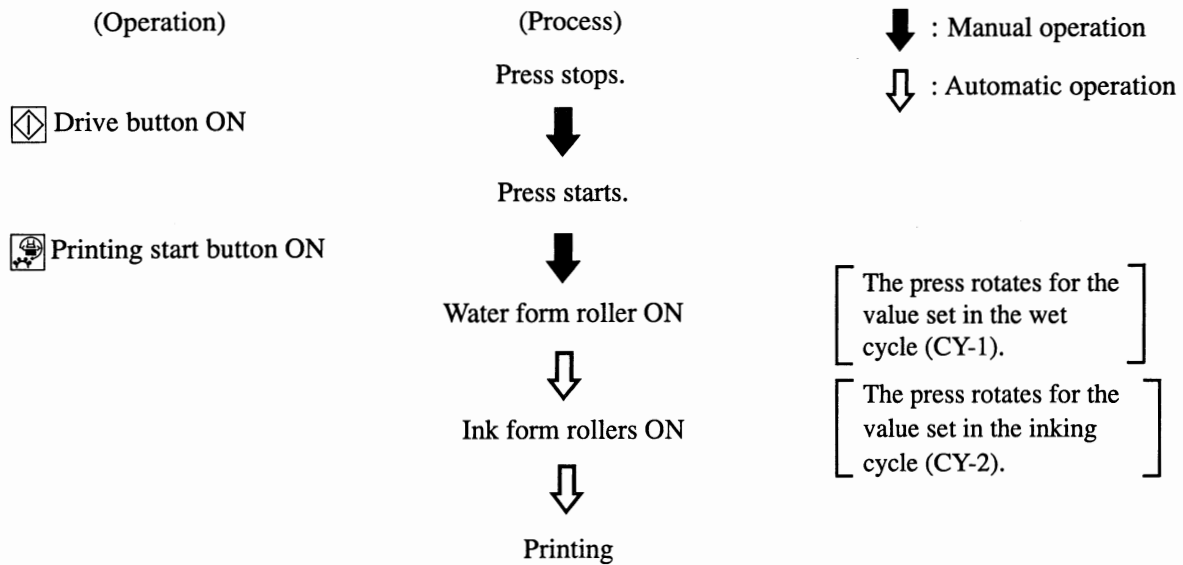 (Operation)
(Process)
: Manual operation
: Automatic operation
Press stops.
Drive button ON
Press starts.
Printing start button ON
Water form roller ON
The press rotates for the
value set in the wet
cycle (CY-1).
Ink form rollers ON
The press rotates for the
value set in the inking
cycle (CY-2).
Printing